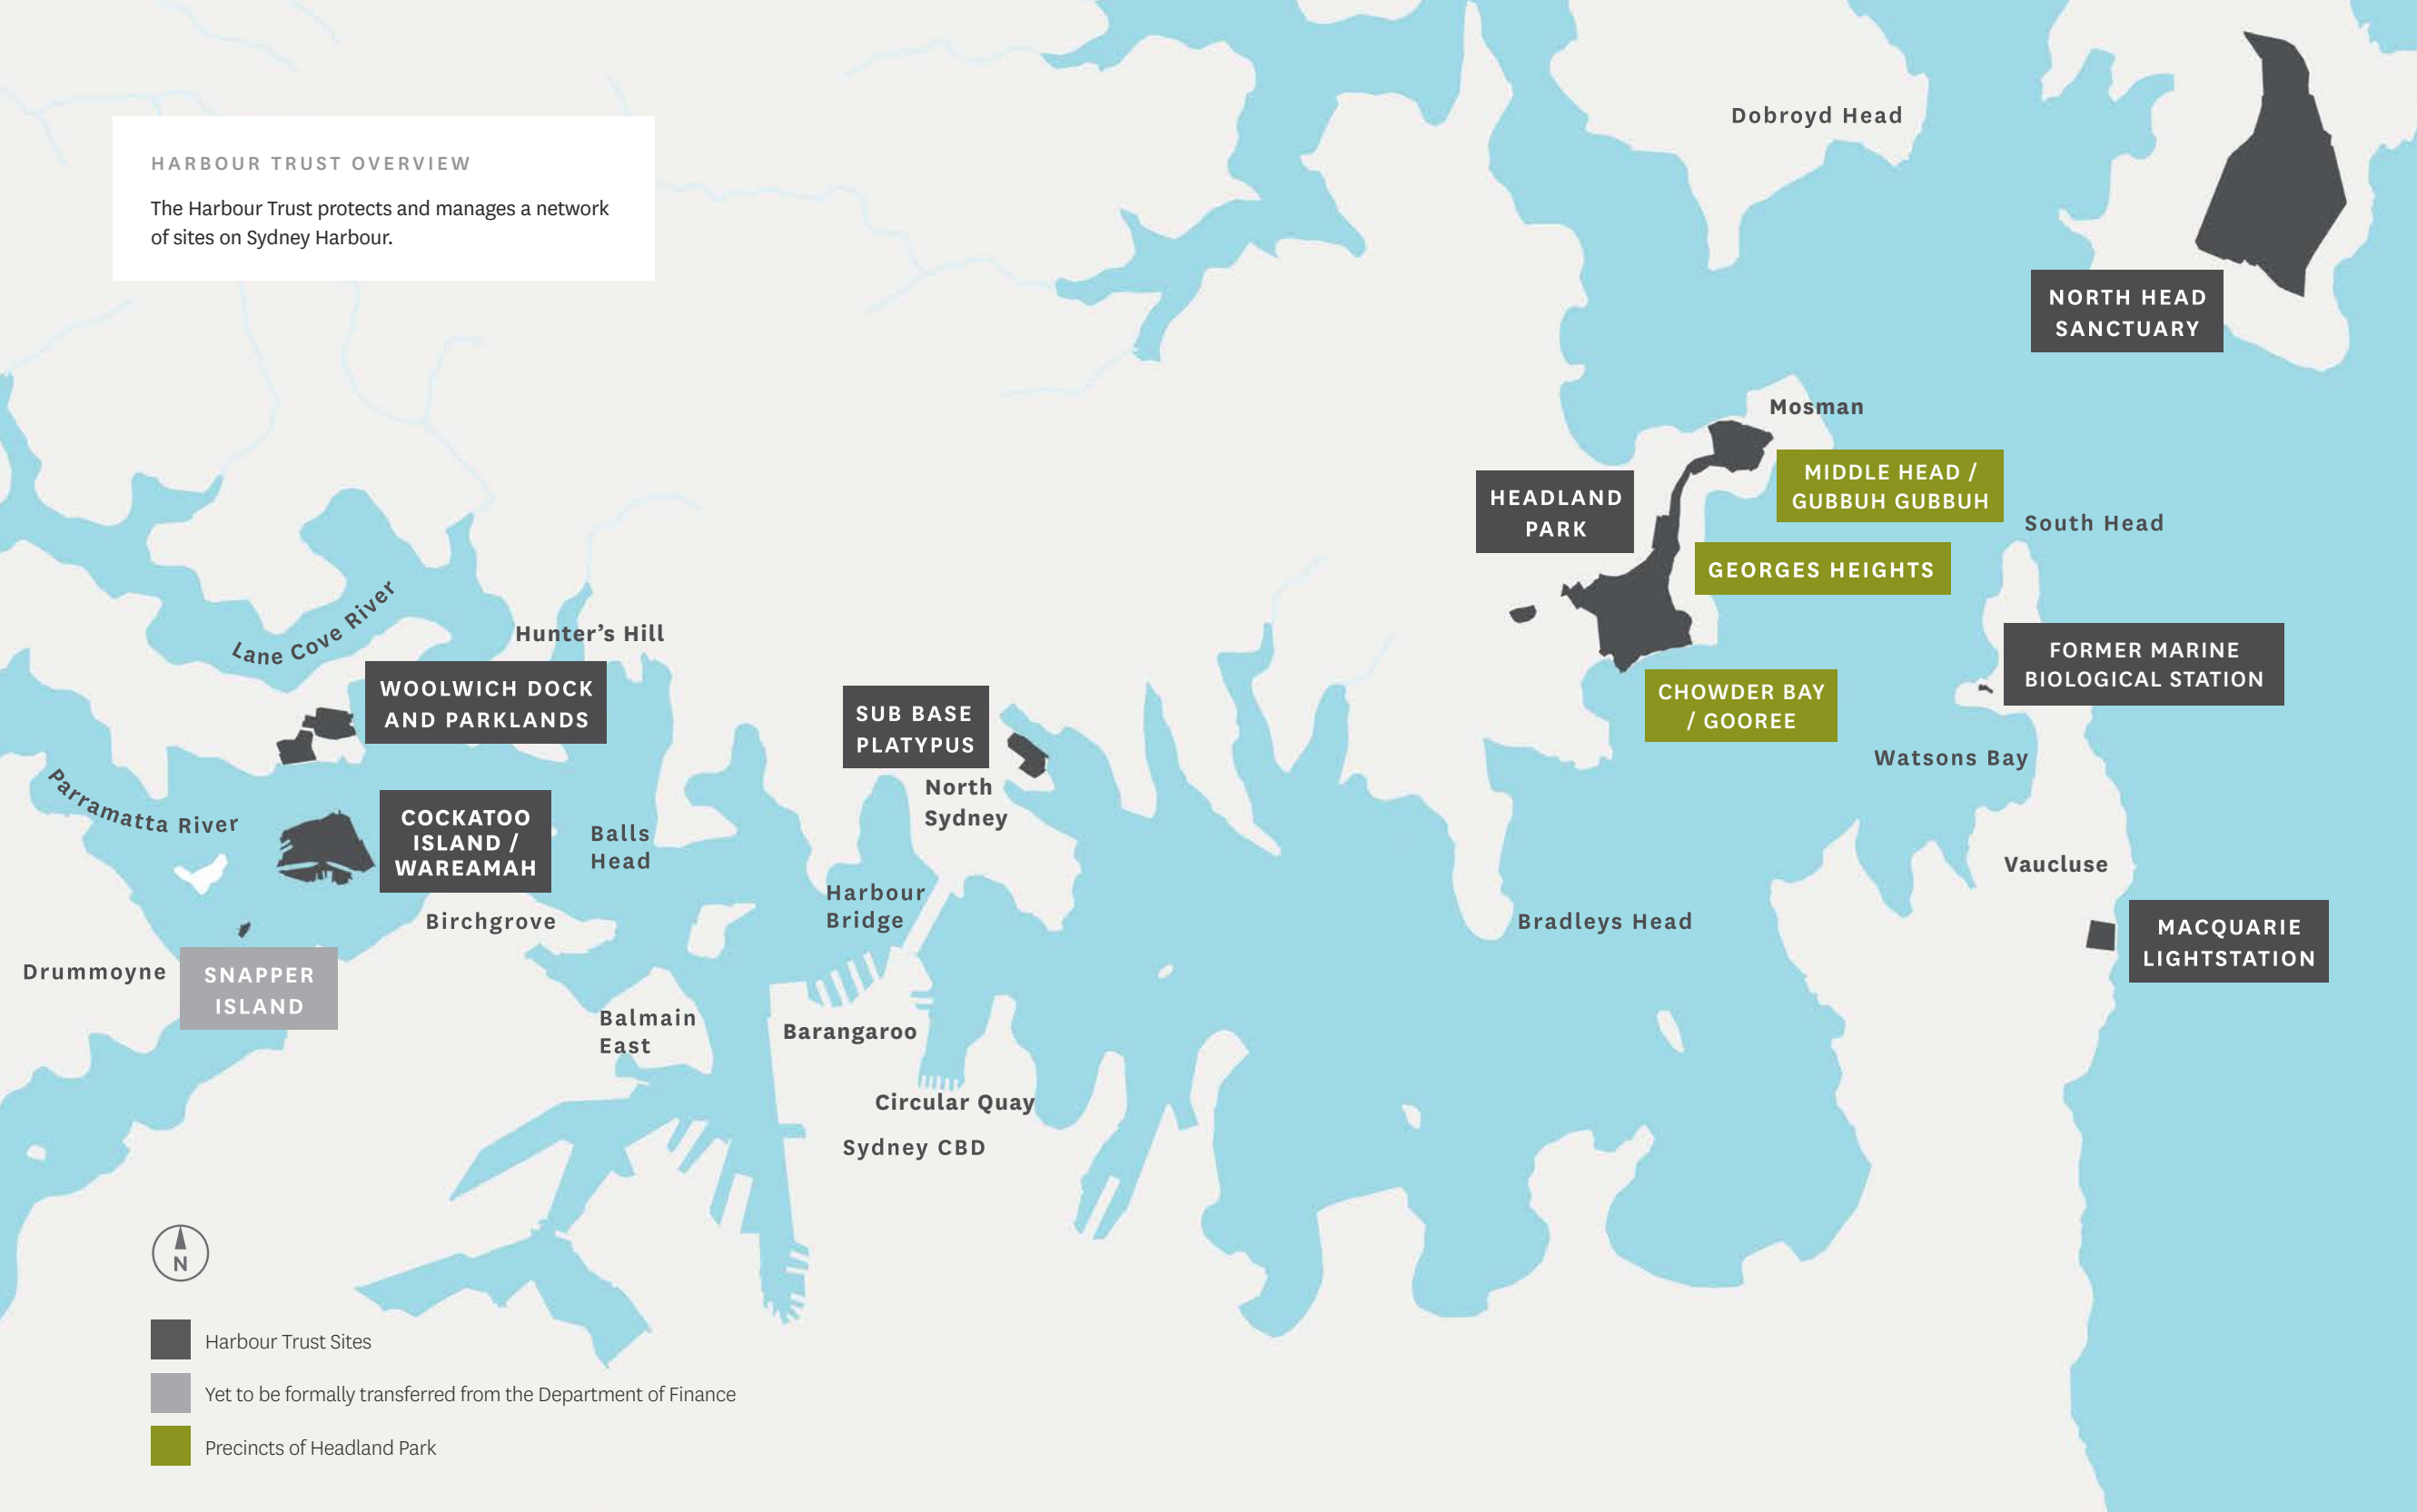 HARBOUR TRUST OVERVIEW
The Harbour Trust protects and manages a network
of sites on Sydney Harbour.
Dobroyd Head
NORTH HEAD
SANCTUARY
Mosman
MIDDLE HEAD /
GUBBUH GUBBUH
HEADLAND
PARK
South Head
GEORGES HEIGHTS
Lane Cove River
Hunter’s Hill
FORMER MARINE
BIOLOGICAL STATION
WOOLWICH DOCK
AND PARKLANDS
SUB BASE
PLATYPUS
CHOWDER BAY
/ GOOREE
Watsons Bay
North
Sydney
Parramatta River
COCKATOO
ISLAND /
WAREAMAH
Balls
Head
Vaucluse
Harbour
Bridge
Birchgrove
Bradleys Head
MACQUARIE
LIGHTSTATION
Drummoyne
SNAPPER
ISLAND
Balmain
East
Barangaroo
Circular Quay
Sydney CBD
N
Harbour Trust Sites
Yet to be formally transferred from the Department of Finance
Precincts of Headland Park